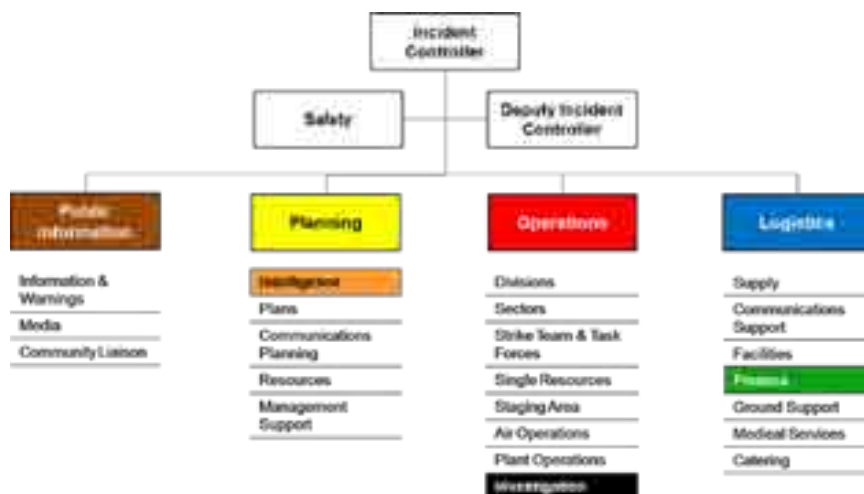 Incident
Controller
Safety
Deputy Incident
Controller
Public
Information
Planning
Operations
Logistics
Information &
Warnings
Media
Community Liaison
Intelligence
Plans
Communications
Planning
Resources
Management
Support
Divisions
Sectors
Strike Team & Task
Forces
Single Resources
Staging Area
Air Operations
Plant Operations
Investigation
Supply
Communications
Support
Facilities
Finance
Ground Support
Medical Services
Catering